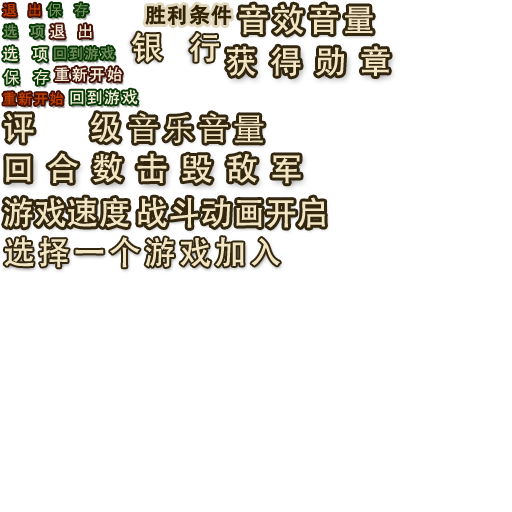 退 出
保 存
胜利条件
音效音量
选 项
退 出
银 行
选 项
回到游戏
获得勋章
保 存
重新开始
重新开始
回到游戏
评 级
音乐音量
回合数击毁敌军
游戏速度
战斗动画开启
选择一个游戏加入